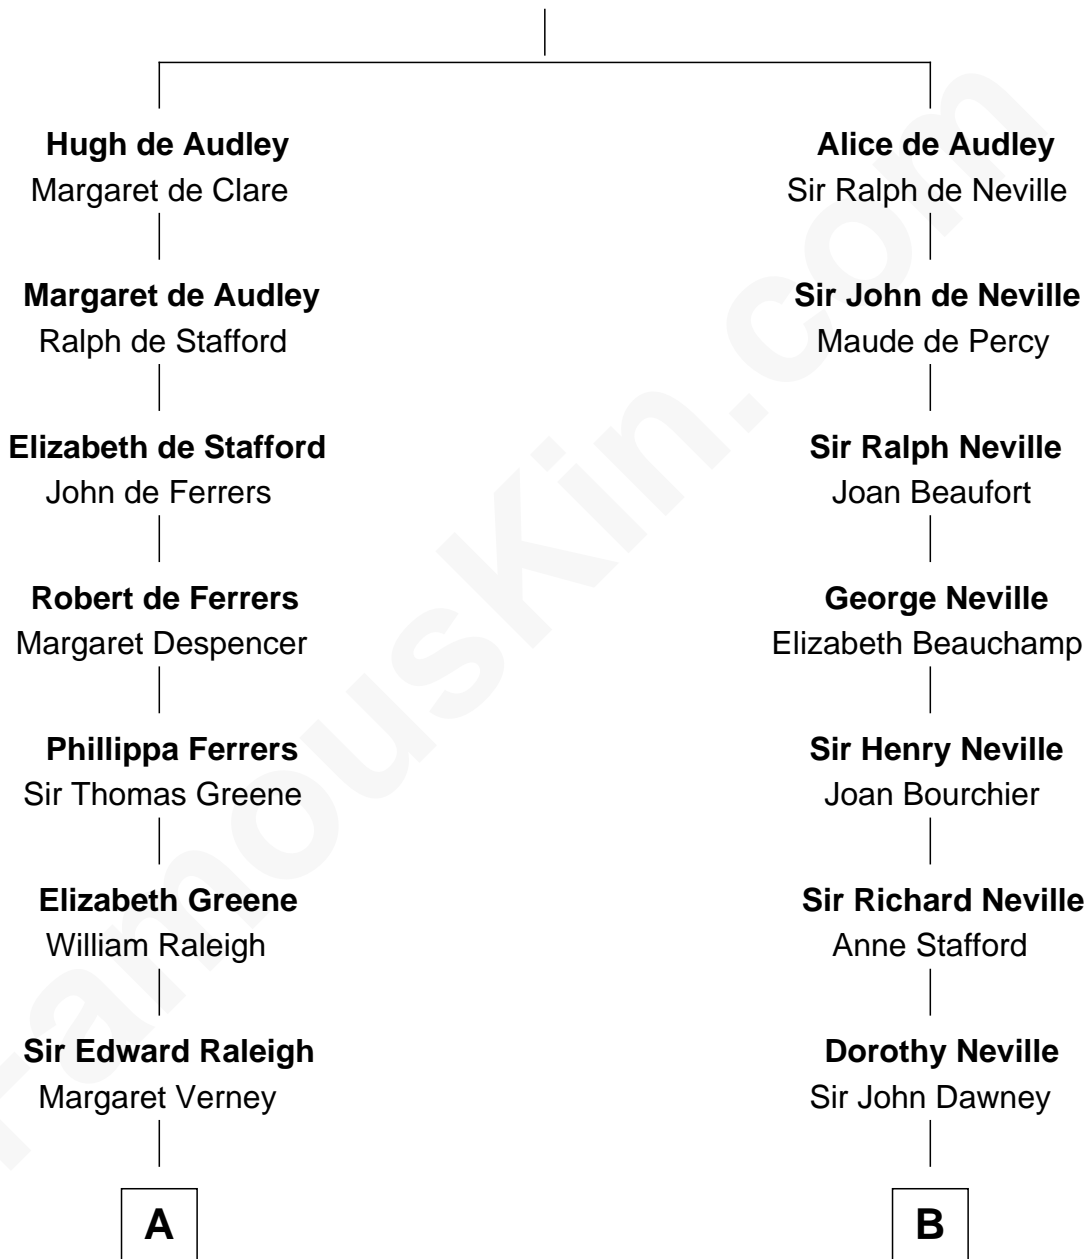 Hugh de Audley
Margaret de Clare
Margaret de Audley
Ralph de Stafford
Elizabeth de Stafford
John de Ferrers
Robert de Ferrers
Margaret Despencer
Phillippa Ferrers
Sir Thomas Greene
Elizabeth Greene
William Raleigh
Sir Edward Raleigh
Margaret Verney
A
Alice de Audley
Sir Ralph de Neville
Sir John de Neville
Maude de Percy
Sir Ralph Neville
Joan Beaufort
George Neville
Elizabeth Beauchamp
Sir Henry Neville
Joan Bourchier
Sir Richard Neville
Anne Stafford
Dorothy Neville
Sir John Dawney
B
FamousKin.com